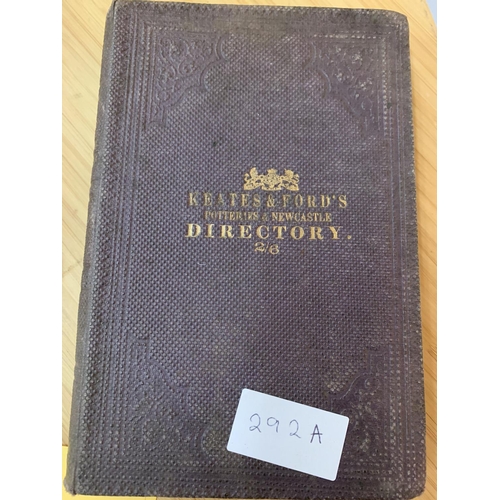 KEATES & FORD'S
POTTERIES & NEWCASTLE
DIRECTORY.
2/6
292A